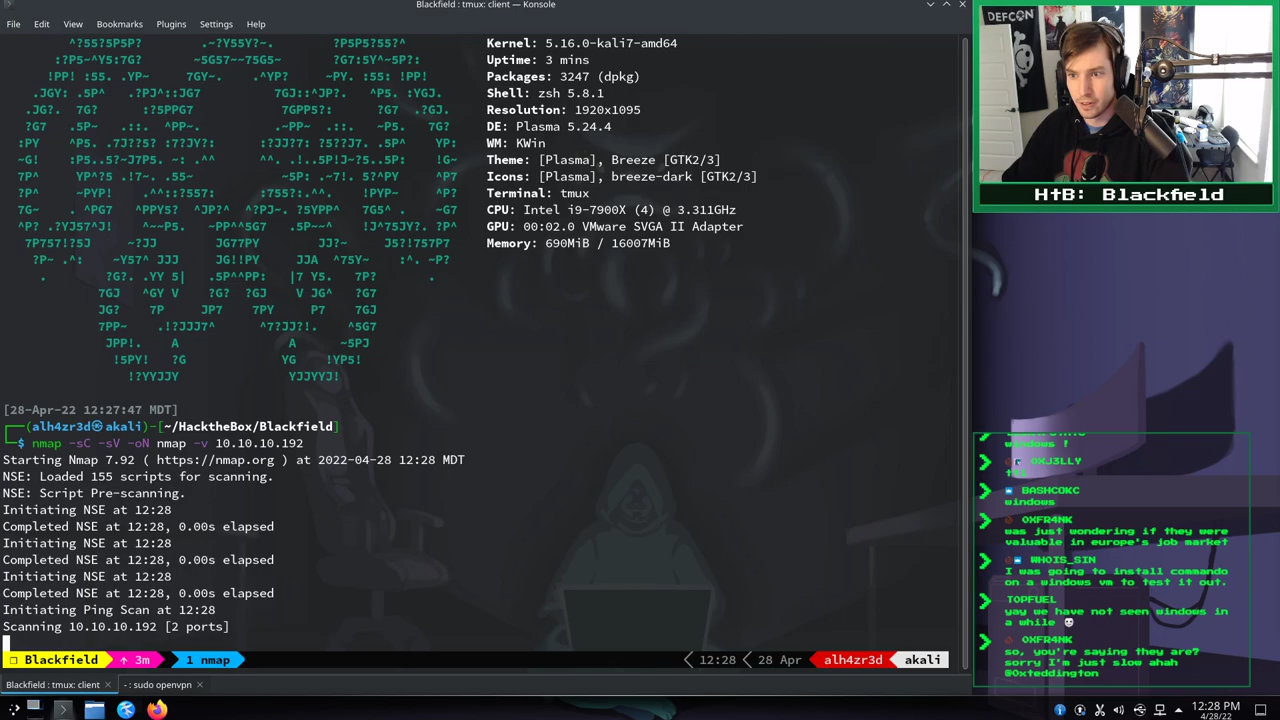 Blackfield : tmux: client — Konsole
File Edit View Bookmarks Plugins Settings Help
Kernel: 5.16.0-kali7-amd64
Uptime: 3 mins
Packages: 3247 (dpkg)
Shell: zsh 5.8.1
Resolution: 1920x1095
DE: Plasma 5.24.4
WM: KWin
Theme: [Plasma], Breeze [GTK2/3]
Icons: [Plasma], breeze-dark [GTK2/3]
Terminal: tmux
CPU: Intel i9-7900X (4) @ 3.311GHz
GPU: 00:02.0 VMware SVGA II Adapter
Memory: 690MiB / 16007MiB
[28-Apr-22 12:27:47 MDT]
(alh4zr3d㉿akali)-[~/HacktheBox/Blackfield]
$ nmap -sC -sV -oN nmap -v 10.10.10.192
Starting Nmap 7.92 ( https://nmap.org ) at 2022-04-28 12:28 MDT
NSE: Loaded 155 scripts for scanning.
NSE: Script Pre-scanning.
Initiating NSE at 12:28
Completed NSE at 12:28, 0.00s elapsed
Initiating NSE at 12:28
Completed NSE at 12:28, 0.00s elapsed
Initiating NSE at 12:28
Completed NSE at 12:28, 0.00s elapsed
Initiating Ping Scan at 12:28
Scanning 10.10.10.192 [2 ports]
Blackfield ↑ 3m 1 nmap 12:28 28 Apr alh4zr3d akali
Blackfield : tmux: client
- : sudo openvpn
DEFCON
HtB: Blackfield
windows !
0XJ3LLY
BASHCOKC
windows
0XFR4NK
was just wondering if they were
valuable in europe's job market
WHOIS_SIN
I was going to install commando
on a windows vm to test it out.
TOPFUEL
yay we have not seen windows in
a while
0XFR4NK
so, you're saying they are?
sorry I'm just slow ahah
@0xteddington
12:28 PM
4/28/22